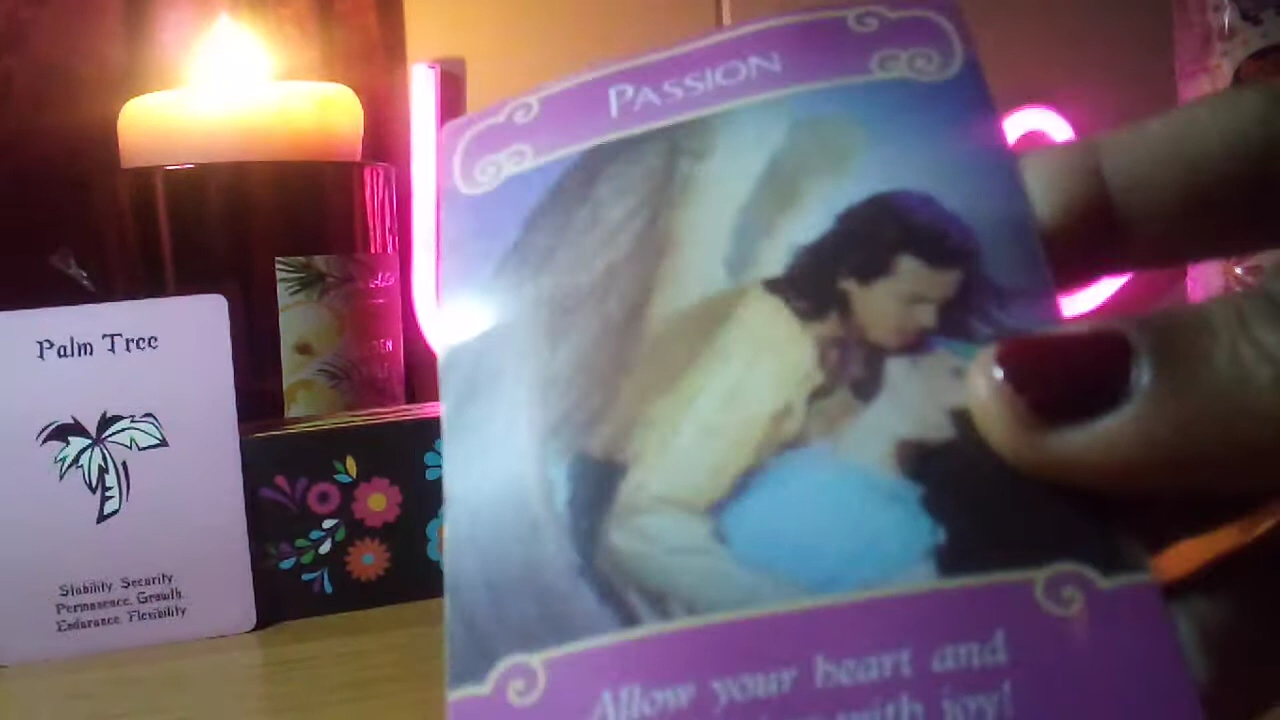 PASSION
Palm Tree
Stability, Security,
Permanence, Growth,
Endurance, Flexibility
Allow your heart and
with joy!